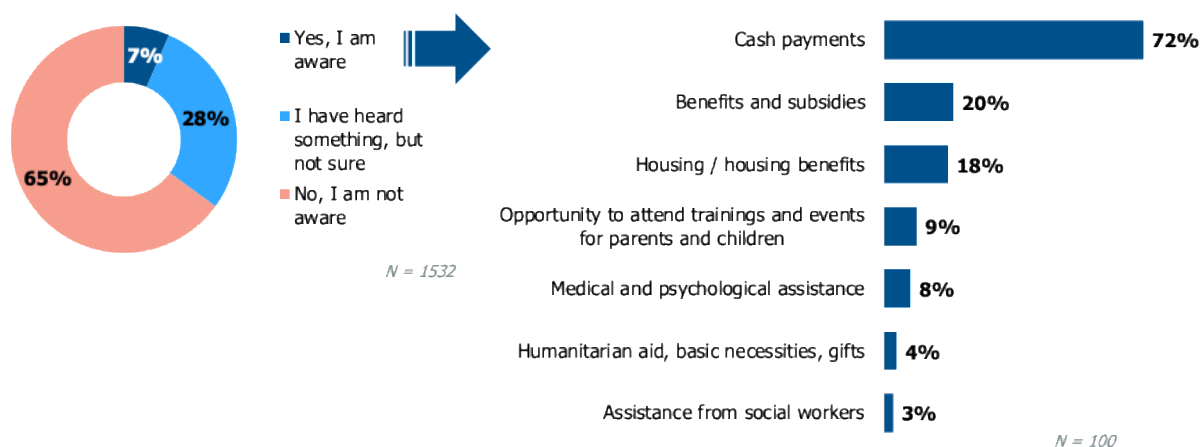 7%
28%
65%
Yes, I am
aware
I have heard
something, but
not sure
No, I am not
aware
N = 1532
Cash payments
72%
Benefits and subsidies
20%
Housing / housing benefits
18%
Opportunity to attend trainings and events
for parents and children
9%
Medical and psychological assistance
8%
Humanitarian aid, basic necessities, gifts
4%
Assistance from social workers
3%
N = 100